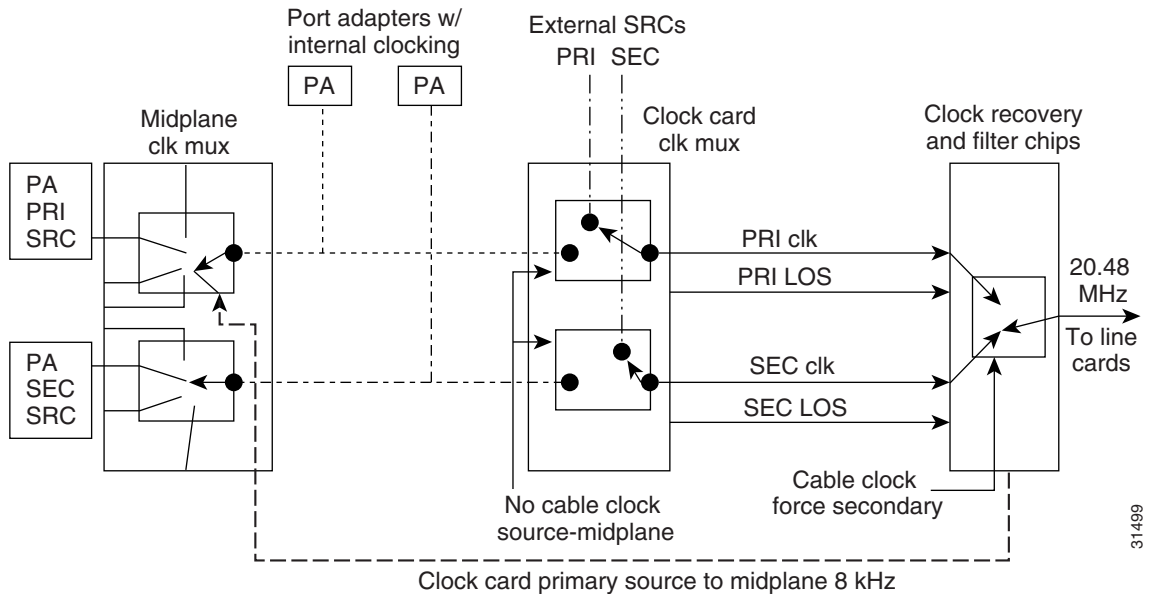 Port adapters w/
internal clocking
External SRCs
PRI SEC
PA
PA
Midplane
clk mux
Clock card
clk mux
Clock recovery
and filter chips
PA
PRI
SRC
PRI clk
PRI LOS
20.48
MHz
To line
cards
PA
SEC
SRC
SEC clk
SEC LOS
Cable clock
force secondary
No cable clock
source-midplane
31499
Clock card primary source to midplane 8 kHz